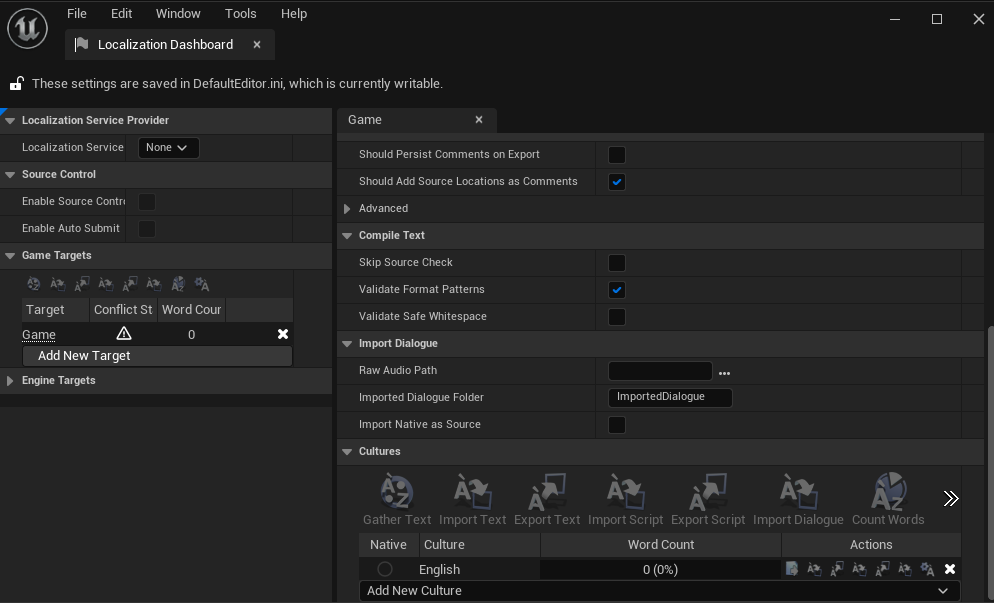 File Edit Window Tools Help
Localization Dashboard
These settings are saved in DefaultEditor.ini, which is currently writable.
Localization Service Provider
Localization Service None
Source Control
Enable Source Contr
Enable Auto Submit
Game Targets
Target Conflict St Word Cour
Game 0
Add New Target
Engine Targets
Game
Should Persist Comments on Export
Should Add Source Locations as Comments
Advanced
Compile Text
Skip Source Check
Validate Format Patterns
Validate Safe Whitespace
Import Dialogue
Raw Audio Path ...
Imported Dialogue Folder ImportedDialogue
Import Native as Source
Cultures
Gather Text Import Text Export Text Import Script Export Script Import Dialogue Count Words
Native Culture Word Count Actions
English 0 (0%)
Add New Culture